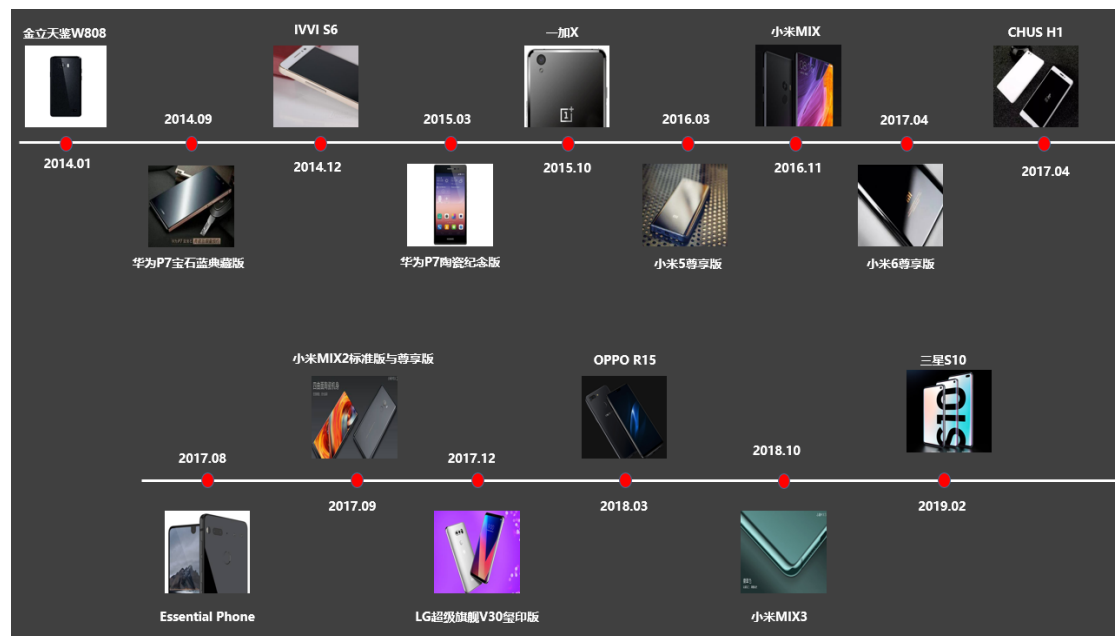 金立天鉴W808
IVVI S6
一加X
小米MIX
CHUS H1
2014.09
2015.03
2016.03
2017.04
2014.01
2014.12
2015.10
2016.11
2017.04
华为P7宝石蓝典藏版
华为P7陶瓷纪念版
小米5尊享版
小米6尊享版
小米MIX2标准版与尊享版
OPPO R15
三星S10
S10
2017.08
2017.12
2018.10
2017.09
2018.03
2019.02
Essential Phone
LG超级旗舰V30玺印版
小米MIX3